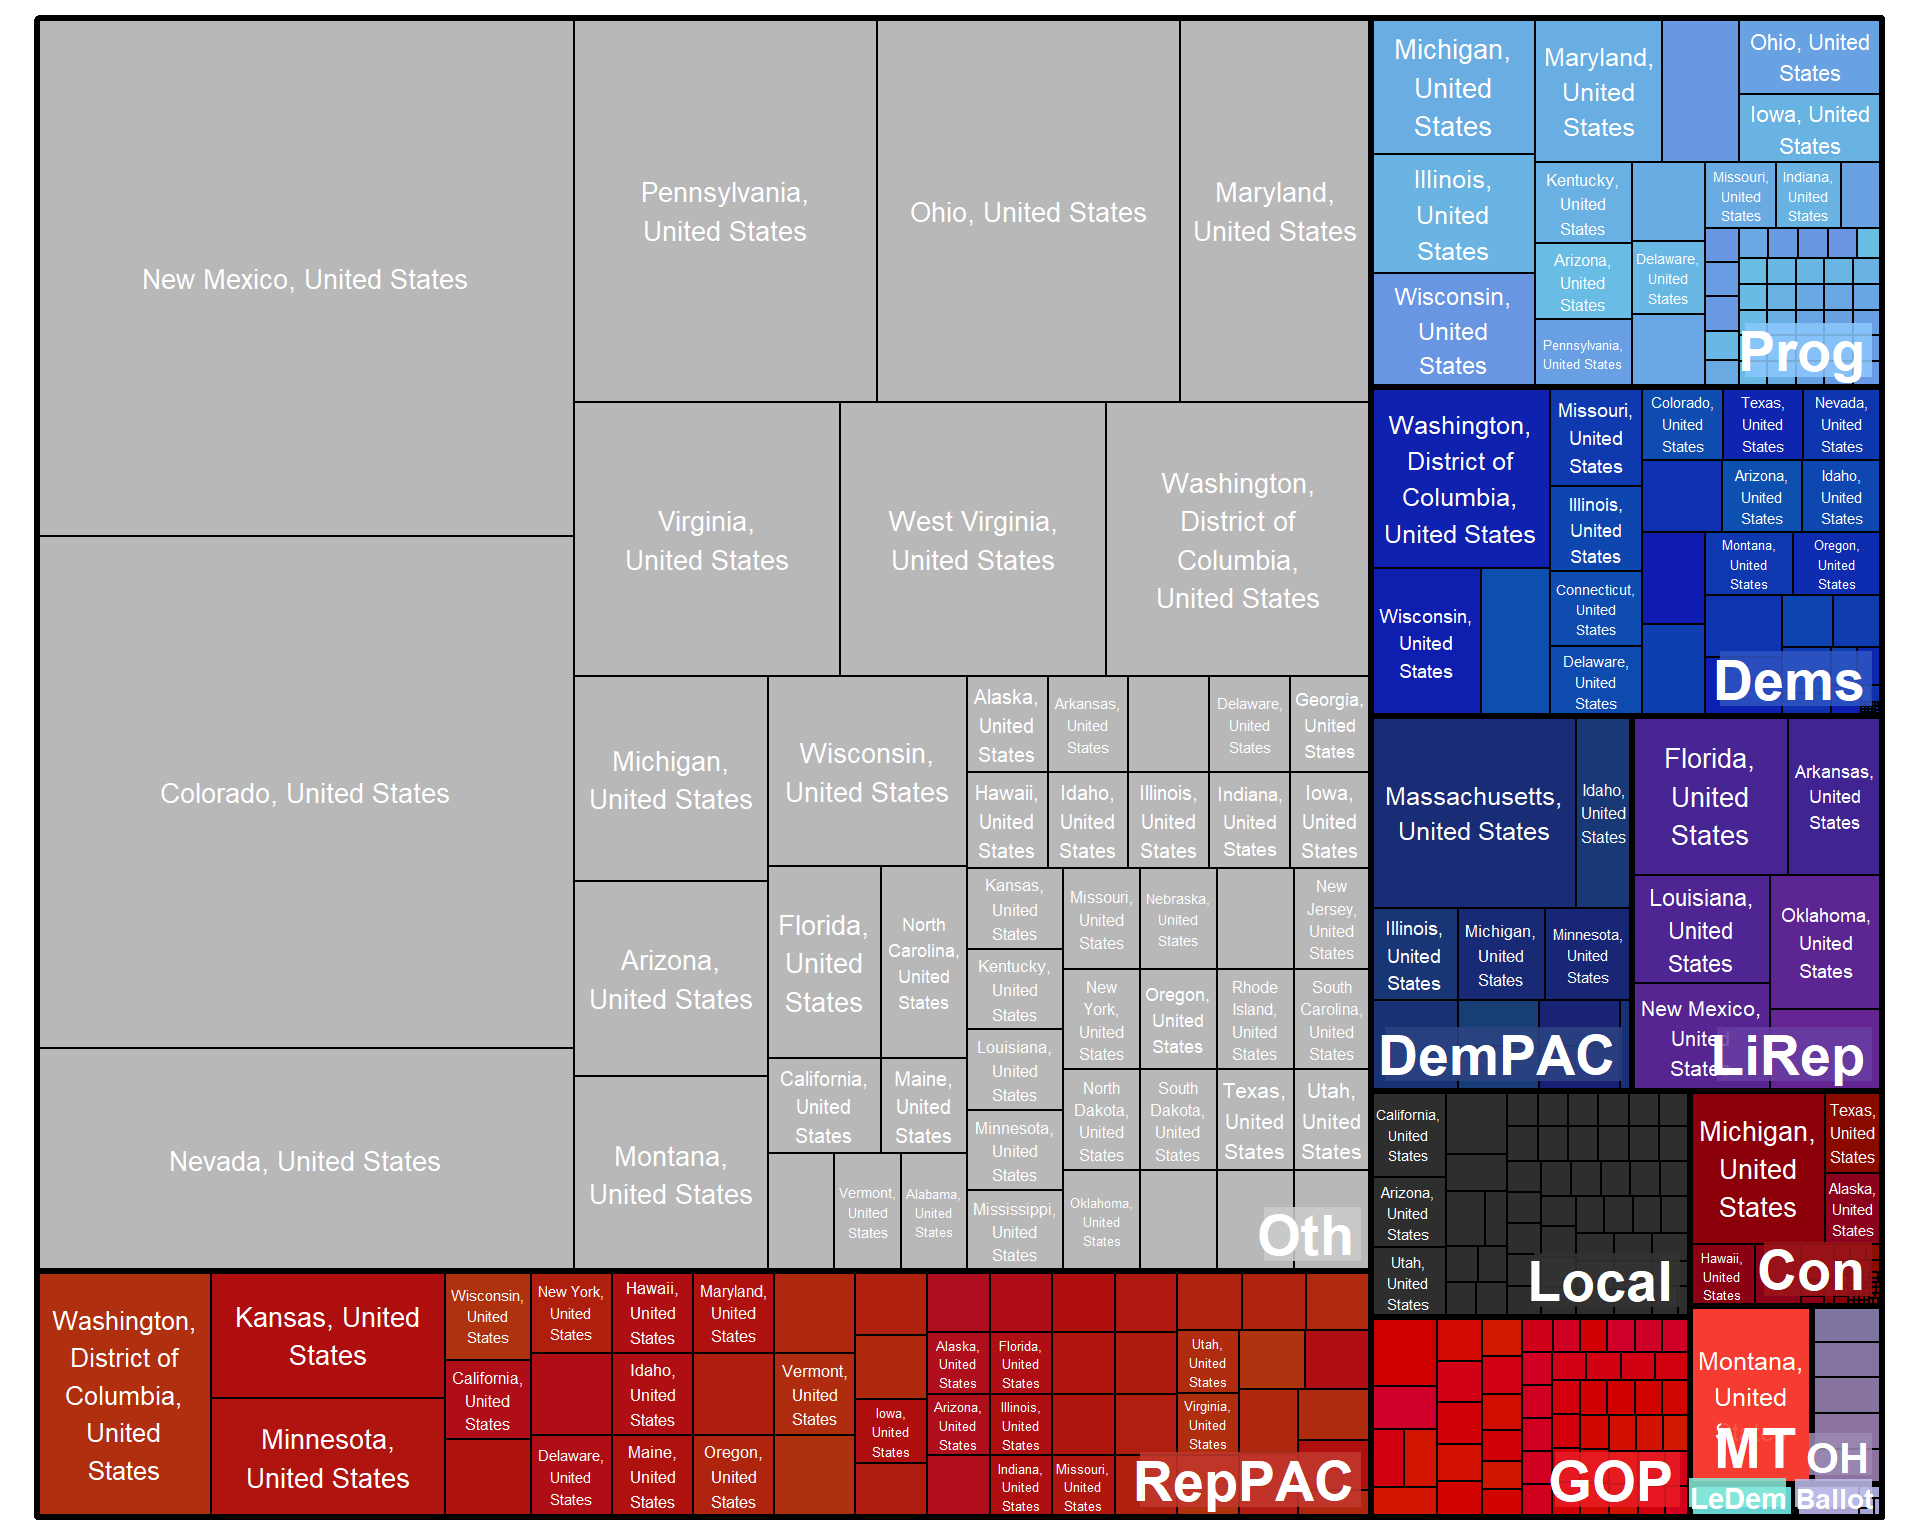 New Mexico, United States
Colorado, United States
Nevada, United States
Pennsylvania,
United States
Ohio, United States
Maryland,
United States
Virginia,
United States
West Virginia,
United States
Washington,
District of
Columbia,
United States
Michigan,
United States
Arizona,
United States
Montana,
United States
Wisconsin,
United States
Florida,
United
States
North
Carolina,
United
States
California,
United
States
Maine,
United
States
Vermont,
United
States
Alabama,
United
States
Alaska,
United
States
Arkansas,
United
States
Delaware,
United
States
Georgia,
United
States
Hawaii,
United
States
Idaho,
United
States
Illinois,
United
States
Indiana,
United
States
Iowa,
United
States
Kansas,
United
States
Kentucky,
United
States
Louisiana,
United
States
Minnesota,
United
States
Mississippi,
United
States
Missouri,
United
States
Nebraska,
United
States
New
Jersey,
United
States
New
York,
United
States
Oregon,
United
States
Rhode
Island,
United
States
South
Carolina,
United
States
North
Dakota,
United
States
South
Dakota,
United
States
Texas,
United
States
Utah,
United
States
Oklahoma,
United
States
Oth
Washington,
District of
Columbia,
United
States
Kansas, United
States
Minnesota,
United States
Wisconsin,
United
States
California,
United
States
New York,
United
States
Delaware,
United
States
Hawaii,
United
States
Idaho,
United
States
Maine,
United
States
Maryland,
United
States
Oregon,
United
States
Vermont,
United
States
Iowa,
United
States
Alaska,
United
States
Arizona,
United
States
Florida,
United
States
Illinois,
United
States
Indiana,
United
States
Missouri,
United
States
Utah,
United
States
Virginia,
United
States
RepPAC
Michigan,
United
States
Illinois,
United
States
Wisconsin,
United
States
Maryland,
United
States
Ohio, United
States
Iowa, United
States
Kentucky,
United
States
Arizona,
United
States
Pennsylvania,
United States
Delaware,
United
States
Missouri,
United
States
Indiana,
United
States
Prog
Washington,
District of
Columbia,
United States
Wisconsin,
United
States
Missouri,
United
States
Illinois,
United
States
Connecticut,
United
States
Delaware,
United
States
Colorado,
United
States
Texas,
United
States
Nevada,
United
States
Arizona,
United
States
Idaho,
United
States
Montana,
United
States
Oregon,
United
States
Dems
Massachusetts,
United States
Idaho,
United
States
Illinois,
United
States
Michigan,
United
States
Minnesota,
United
States
DemPAC
Florida,
United
States
Arkansas,
United
States
Louisiana,
United
States
Oklahoma,
United
States
New Mexico,
United
States
LiRep
California,
United
States
Arizona,
United
States
Utah,
United
States
Local
Michigan,
United
States
Texas,
United
States
Alaska,
United
States
Hawaii,
United
States
Con
GOP
Montana,
United
States
MT
OH
LeDem
Ballot